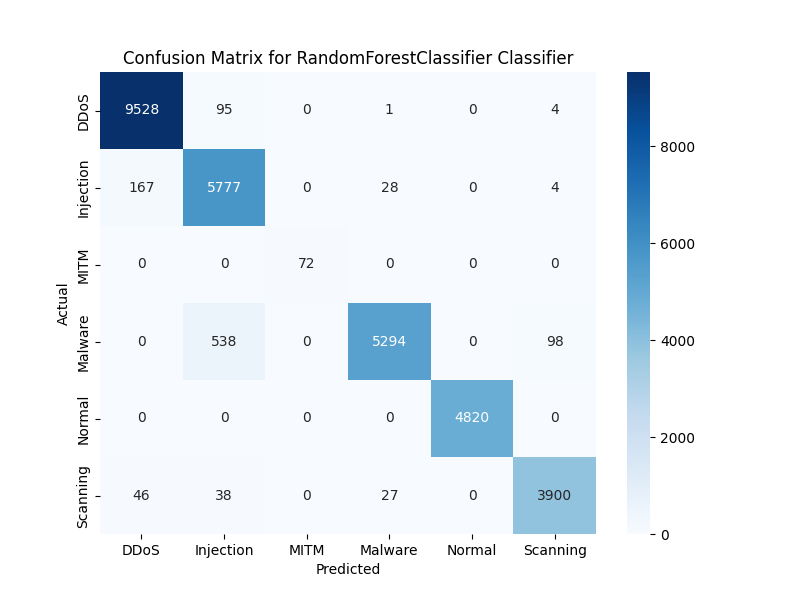 Confusion Matrix for RandomForestClassifier Classifier
DDoS 9528 95 0 1 0 4
Injection 167 5777 0 28 0 4
MITM 0 0 72 0 0 0
Malware 0 538 0 5294 0 98
Normal 0 0 0 0 4820 0
Scanning 46 38 0 27 0 3900
DDoS Injection MITM Malware Normal Scanning
Predicted
Actual
8000
6000
4000
2000
0